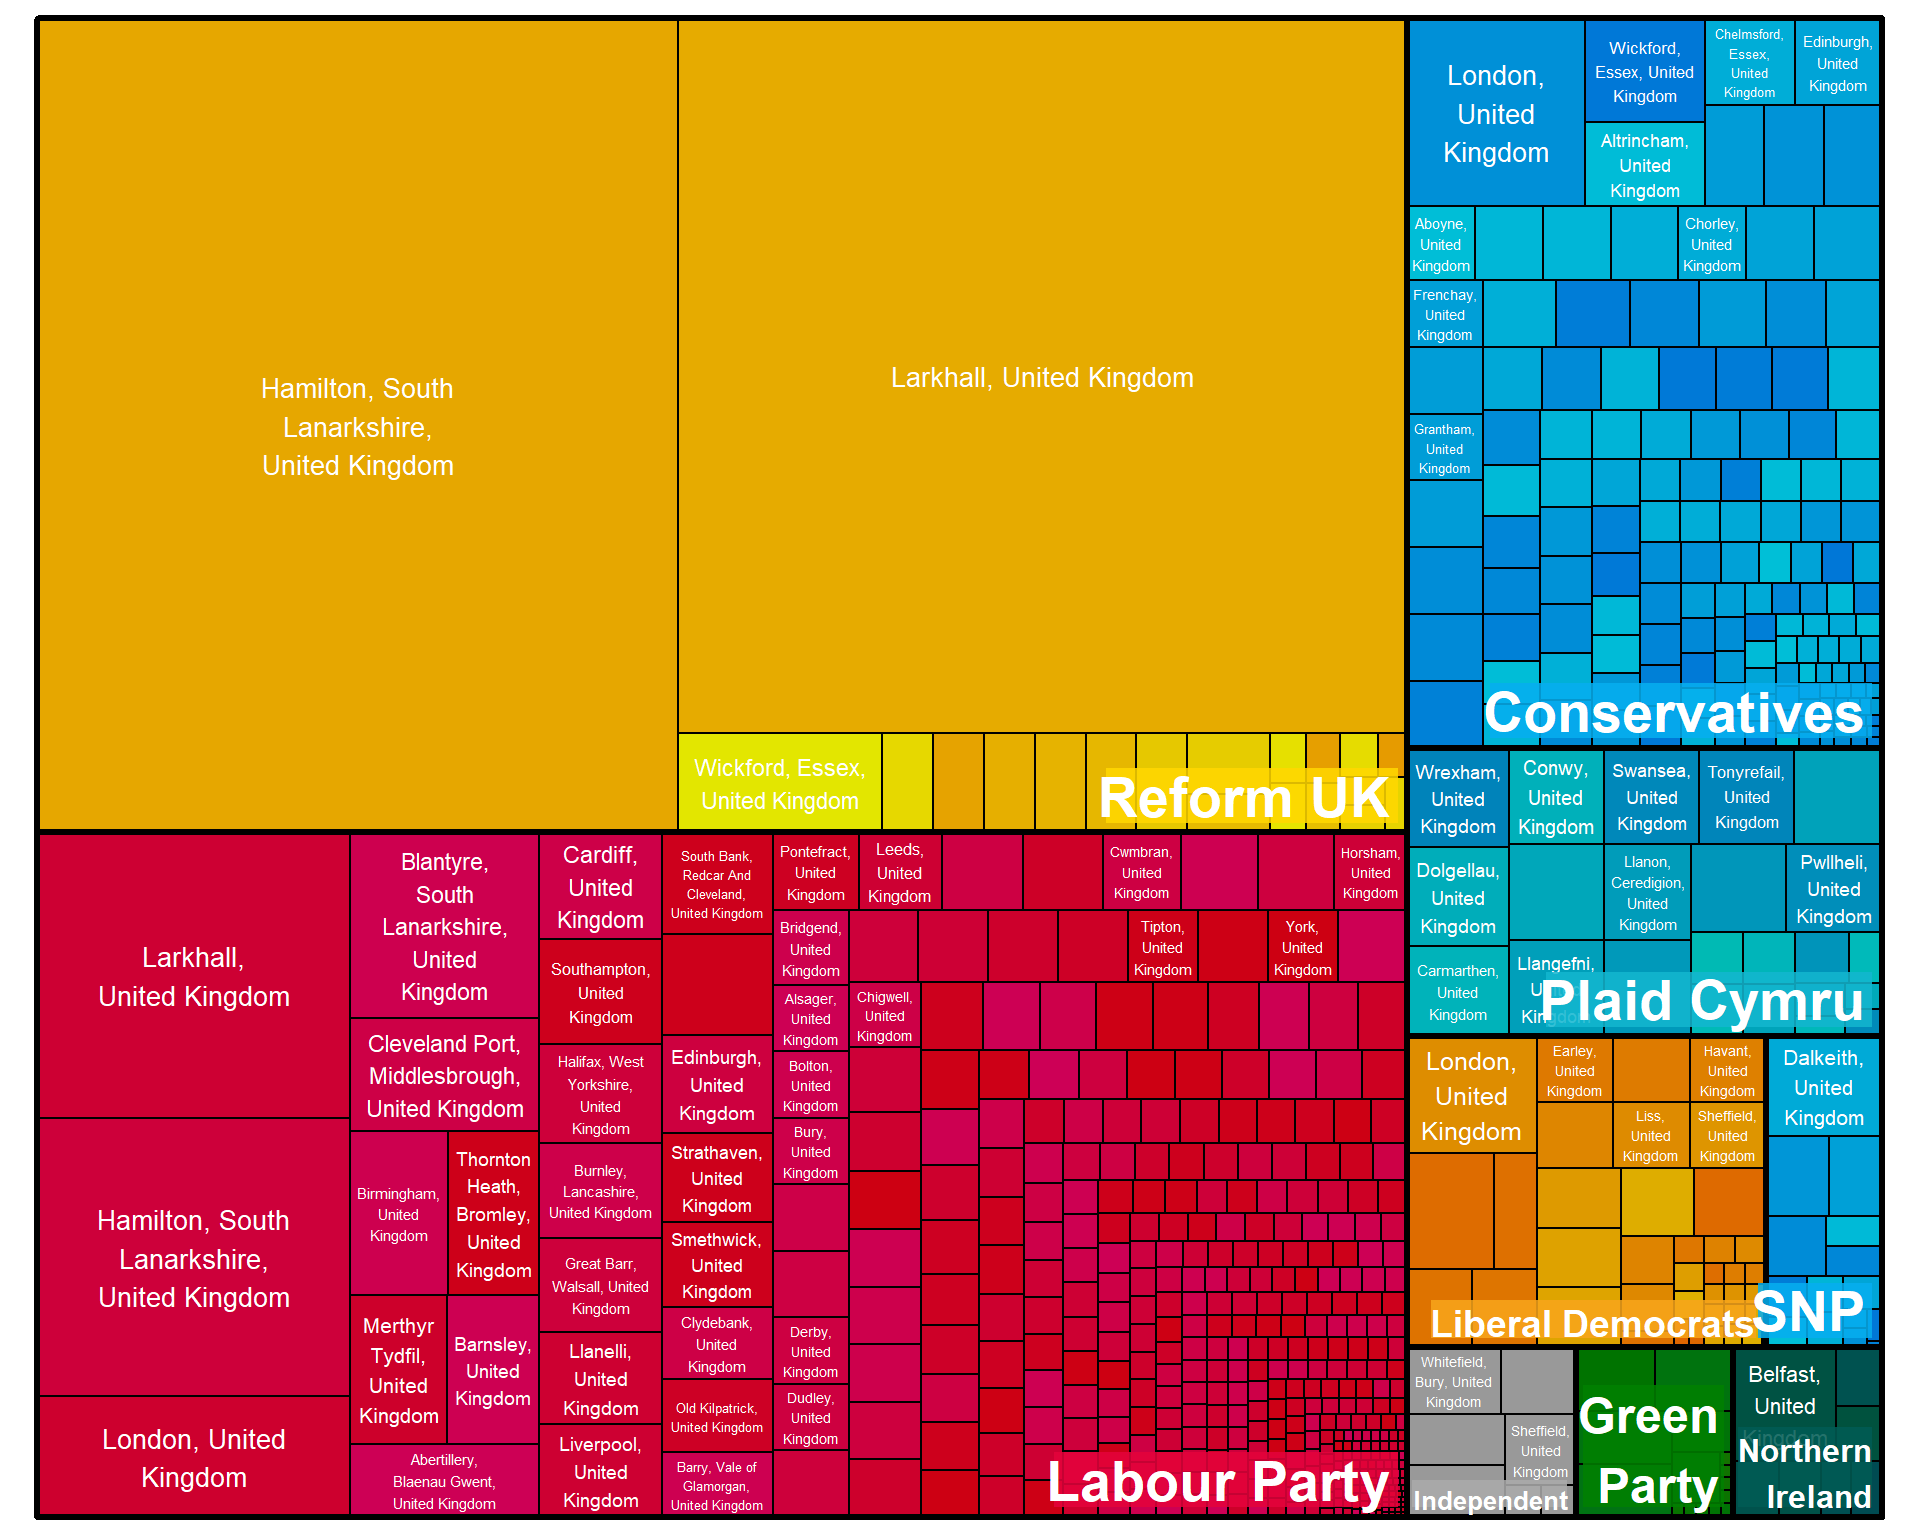 Hamilton, South
Lanarkshire,
United Kingdom
Larkhall, United Kingdom
Wickford, Essex,
United Kingdom
Reform UK
London,
United
Kingdom
Wickford,
Essex, United
Kingdom
Chelmsford,
Essex,
United
Kingdom
Edinburgh,
United
Kingdom
Altrincham,
United
Kingdom
Aboyne,
United
Kingdom
Chorley,
United
Kingdom
Frenchay,
United
Kingdom
Grantham,
United
Kingdom
Conservatives
Larkhall,
United Kingdom
Hamilton, South
Lanarkshire,
United Kingdom
London, United
Kingdom
Blantyre,
South
Lanarkshire,
United
Kingdom
Cleveland Port,
Middlesbrough,
United Kingdom
Birmingham,
United
Kingdom
Thornton
Heath,
Bromley,
United
Kingdom
Merthyr
Tydfil,
United
Kingdom
Barnsley,
United
Kingdom
Abertillery,
Blaenau Gwent,
United Kingdom
Cardiff,
United
Kingdom
Southampton,
United
Kingdom
Halifax, West
Yorkshire,
United
Kingdom
Burnley,
Lancashire,
United Kingdom
Great Barr,
Walsall, United
Kingdom
Llanelli,
United
Kingdom
Liverpool,
United
Kingdom
South Bank,
Redcar And
Cleveland,
United Kingdom
Edinburgh,
United
Kingdom
Strathaven,
United
Kingdom
Smethwick,
United
Kingdom
Clydebank,
United
Kingdom
Old Kilpatrick,
United Kingdom
Barry, Vale of
Glamorgan,
United Kingdom
Pontefract,
United
Kingdom
Leeds,
United
Kingdom
Cwmbran,
United
Kingdom
Horsham,
United
Kingdom
Bridgend,
United
Kingdom
Tipton,
United
Kingdom
York,
United
Kingdom
Alsager,
United
Kingdom
Chigwell,
United
Kingdom
Bolton,
United
Kingdom
Bury,
United
Kingdom
Derby,
United
Kingdom
Dudley,
United
Kingdom
Labour Party
Wrexham,
United
Kingdom
Conwy,
United
Kingdom
Swansea,
United
Kingdom
Tonyrefail,
United
Kingdom
Dolgellau,
United
Kingdom
Llanon,
Ceredigion,
United
Kingdom
Pwllheli,
United
Kingdom
Carmarthen,
United
Kingdom
Llangefni,
United
Kingdom
Plaid Cymru
London,
United
Kingdom
Earley,
United
Kingdom
Havant,
United
Kingdom
Liss,
United
Kingdom
Sheffield,
United
Kingdom
Liberal Democrats
Dalkeith,
United
Kingdom
SNP
Whitefield,
Bury, United
Kingdom
Sheffield,
United
Kingdom
Independent
Green
Party
Belfast,
United
Kingdom
Northern
Ireland